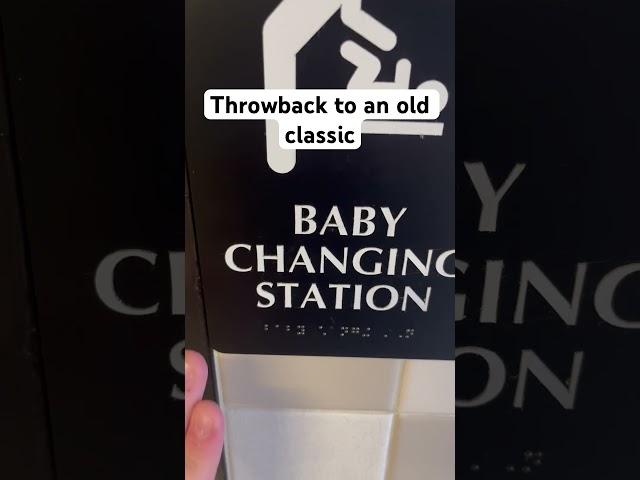 Throwback to an old
classic
BABY
CHANGING
STATION